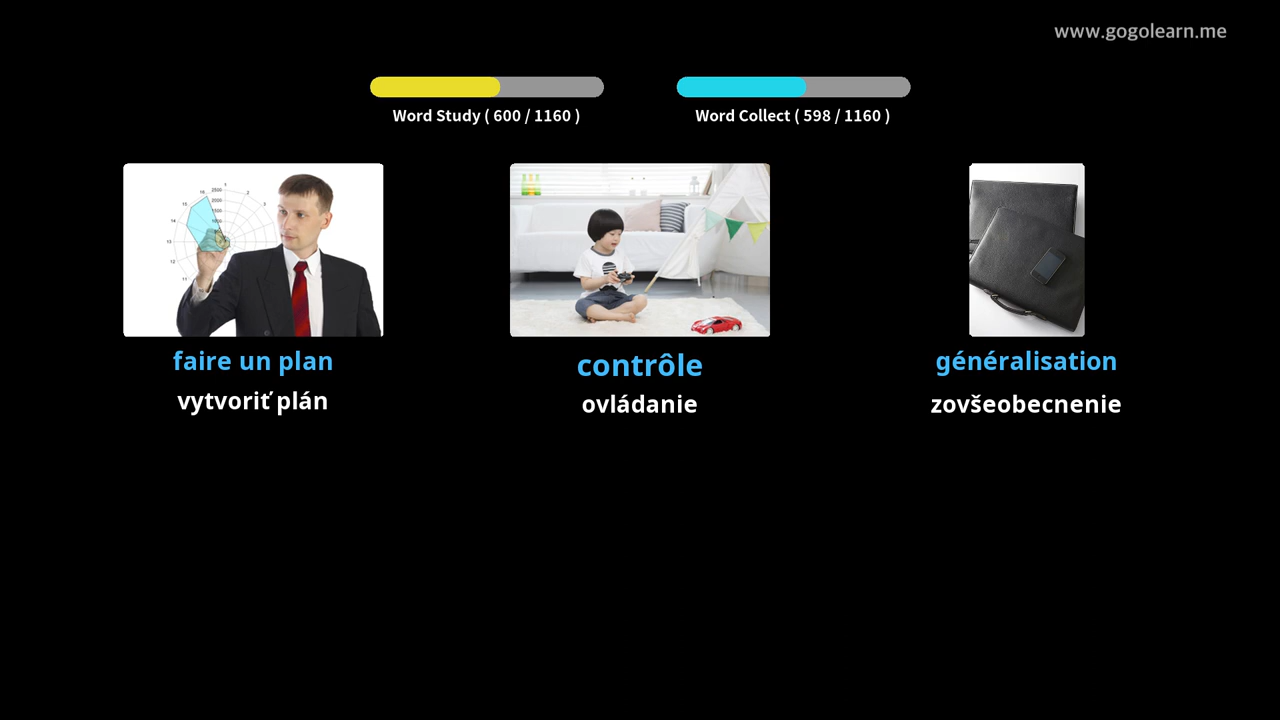 www.gogolearn.me
Word Study ( 600 / 1160 )
Word Collect ( 598 / 1160 )
faire un plan
contrôle
généralisation
vytvoriť plán
ovládanie
zovšeobecnenie